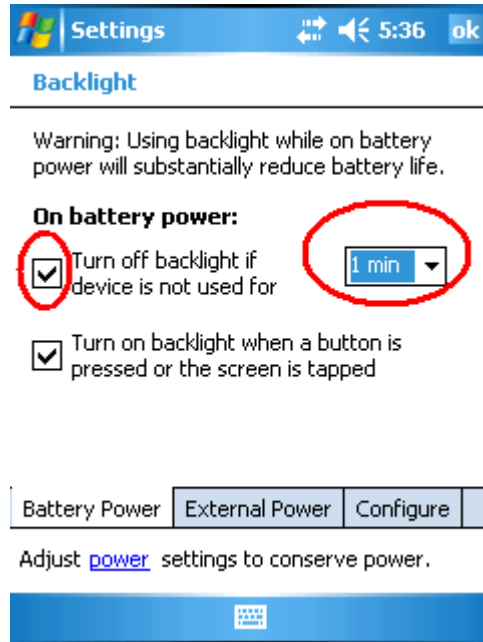 Settings 5:36 ok
Backlight
Warning: Using backlight while on battery
power will substantially reduce battery life.
On battery power:
Turn off backlight if
device is not used for
1 min
Turn on backlight when a button is
pressed or the screen is tapped
Battery Power External Power Configure
Adjust power settings to conserve power.